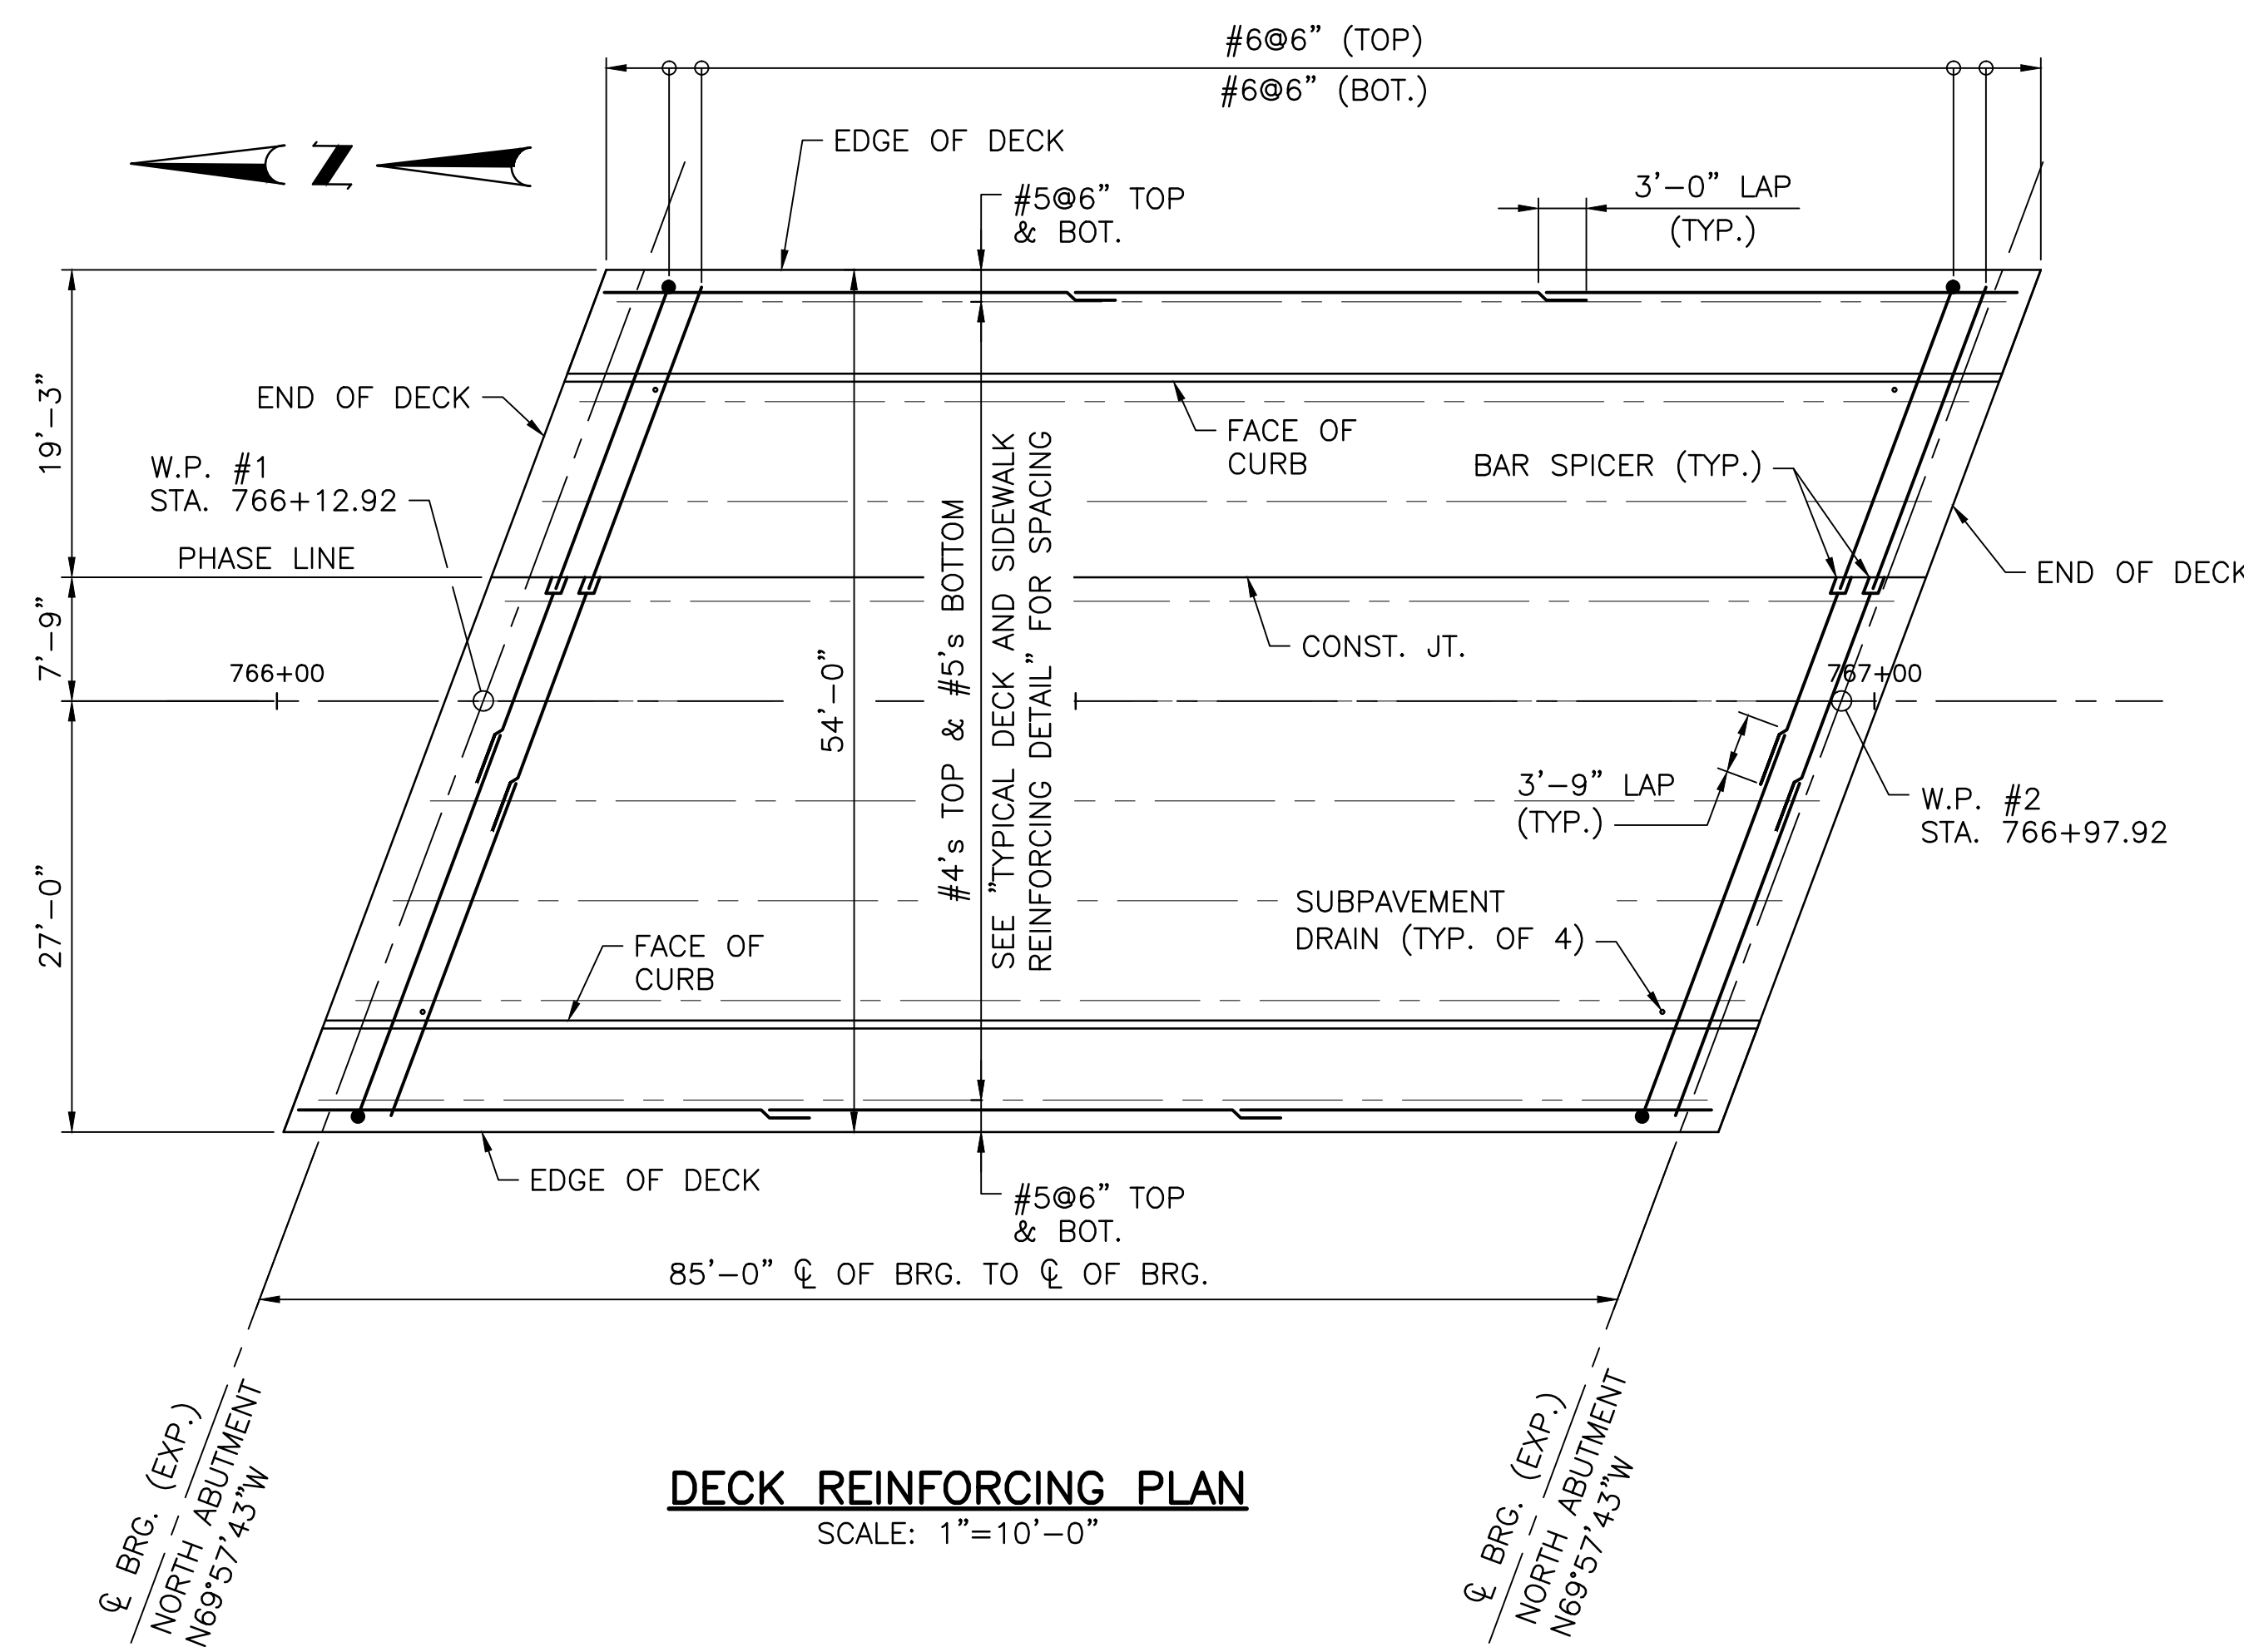 #6@6" (TOP)
#6@6" (BOT.)
EDGE OF DECK
N
#5@6" TOP
& BOT.
3'-0" LAP
(TYP.)
19'-3"
END OF DECK
FACE OF
CURB
BAR SPICER (TYP.)
W.P. #1
STA. 766+12.92
PHASE LINE
END OF DECK
7'-9"
CONST. JT.
766+00
767+00
54'-0"
#4's TOP & #5's BOTTOM
SEE "TYPICAL DECK AND SIDEWALK
REINFORCING DETAIL" FOR SPACING
3'-9" LAP
(TYP.)
W.P. #2
STA. 766+97.92
27'-0"
SUBPAVEMENT
DRAIN (TYP. OF 4)
FACE OF
CURB
EDGE OF DECK
#5@6" TOP
& BOT.
85'-0" ℄ OF BRG. TO ℄ OF BRG.
℄ BRG. (EXP.)
NORTH ABUTMENT
N69°57'43"W
℄ BRG. (EXP.)
NORTH ABUTMENT
N69°57'43"W
DECK REINFORCING PLAN
SCALE: 1"=10'-0"